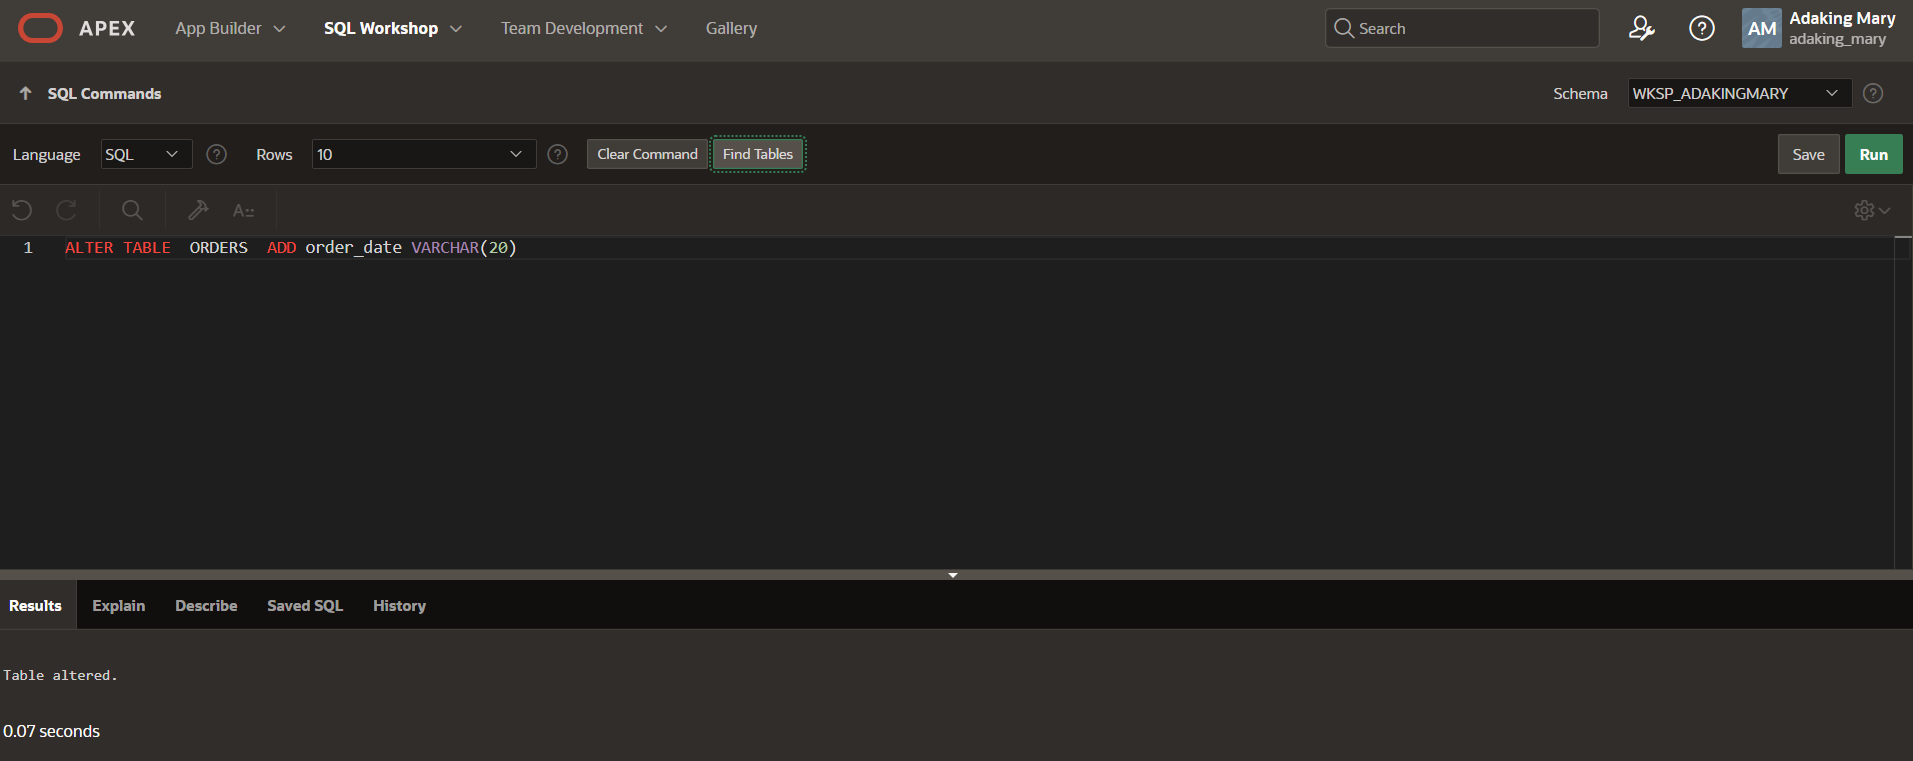 APEX App Builder SQL Workshop Team Development Gallery Search AM Adaking Mary
adaking_mary
SQL Commands Schema WKSP_ADAKINGMARY
Language SQL Rows 10 Clear Command Find Tables Save Run
A
1 ALTER TABLE  ORDERS  ADD order_date VARCHAR(20)
Results Explain Describe Saved SQL History
Table altered.
0.07 seconds